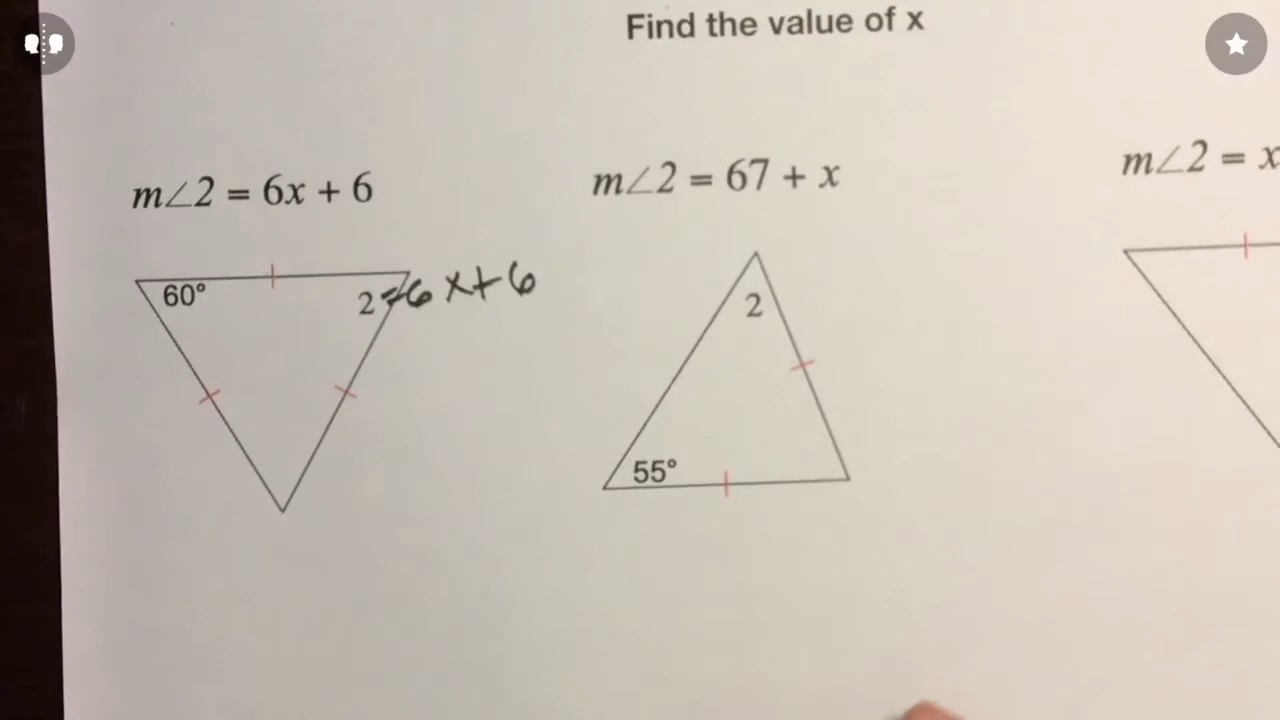 Find the value of x
m∠2 = 6x + 6
m∠2 = 67 + x
m∠2 = x
60°
2=6x+6
2
55°